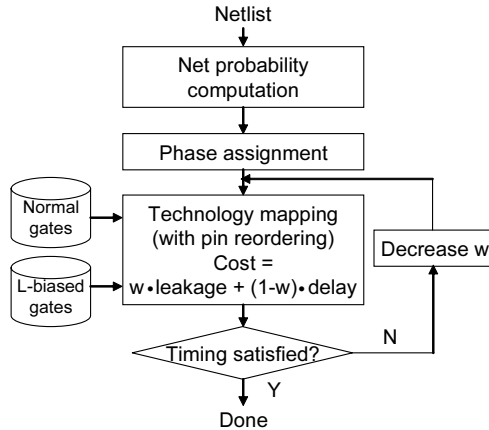 Netlist
Net probability
computation
Phase assignment
Normal
gates
L-biased
gates
Technology mapping
(with pin reordering)
Cost =
w•leakage + (1-w)•delay
Decrease w
Timing satisfied?
N
Y
Done